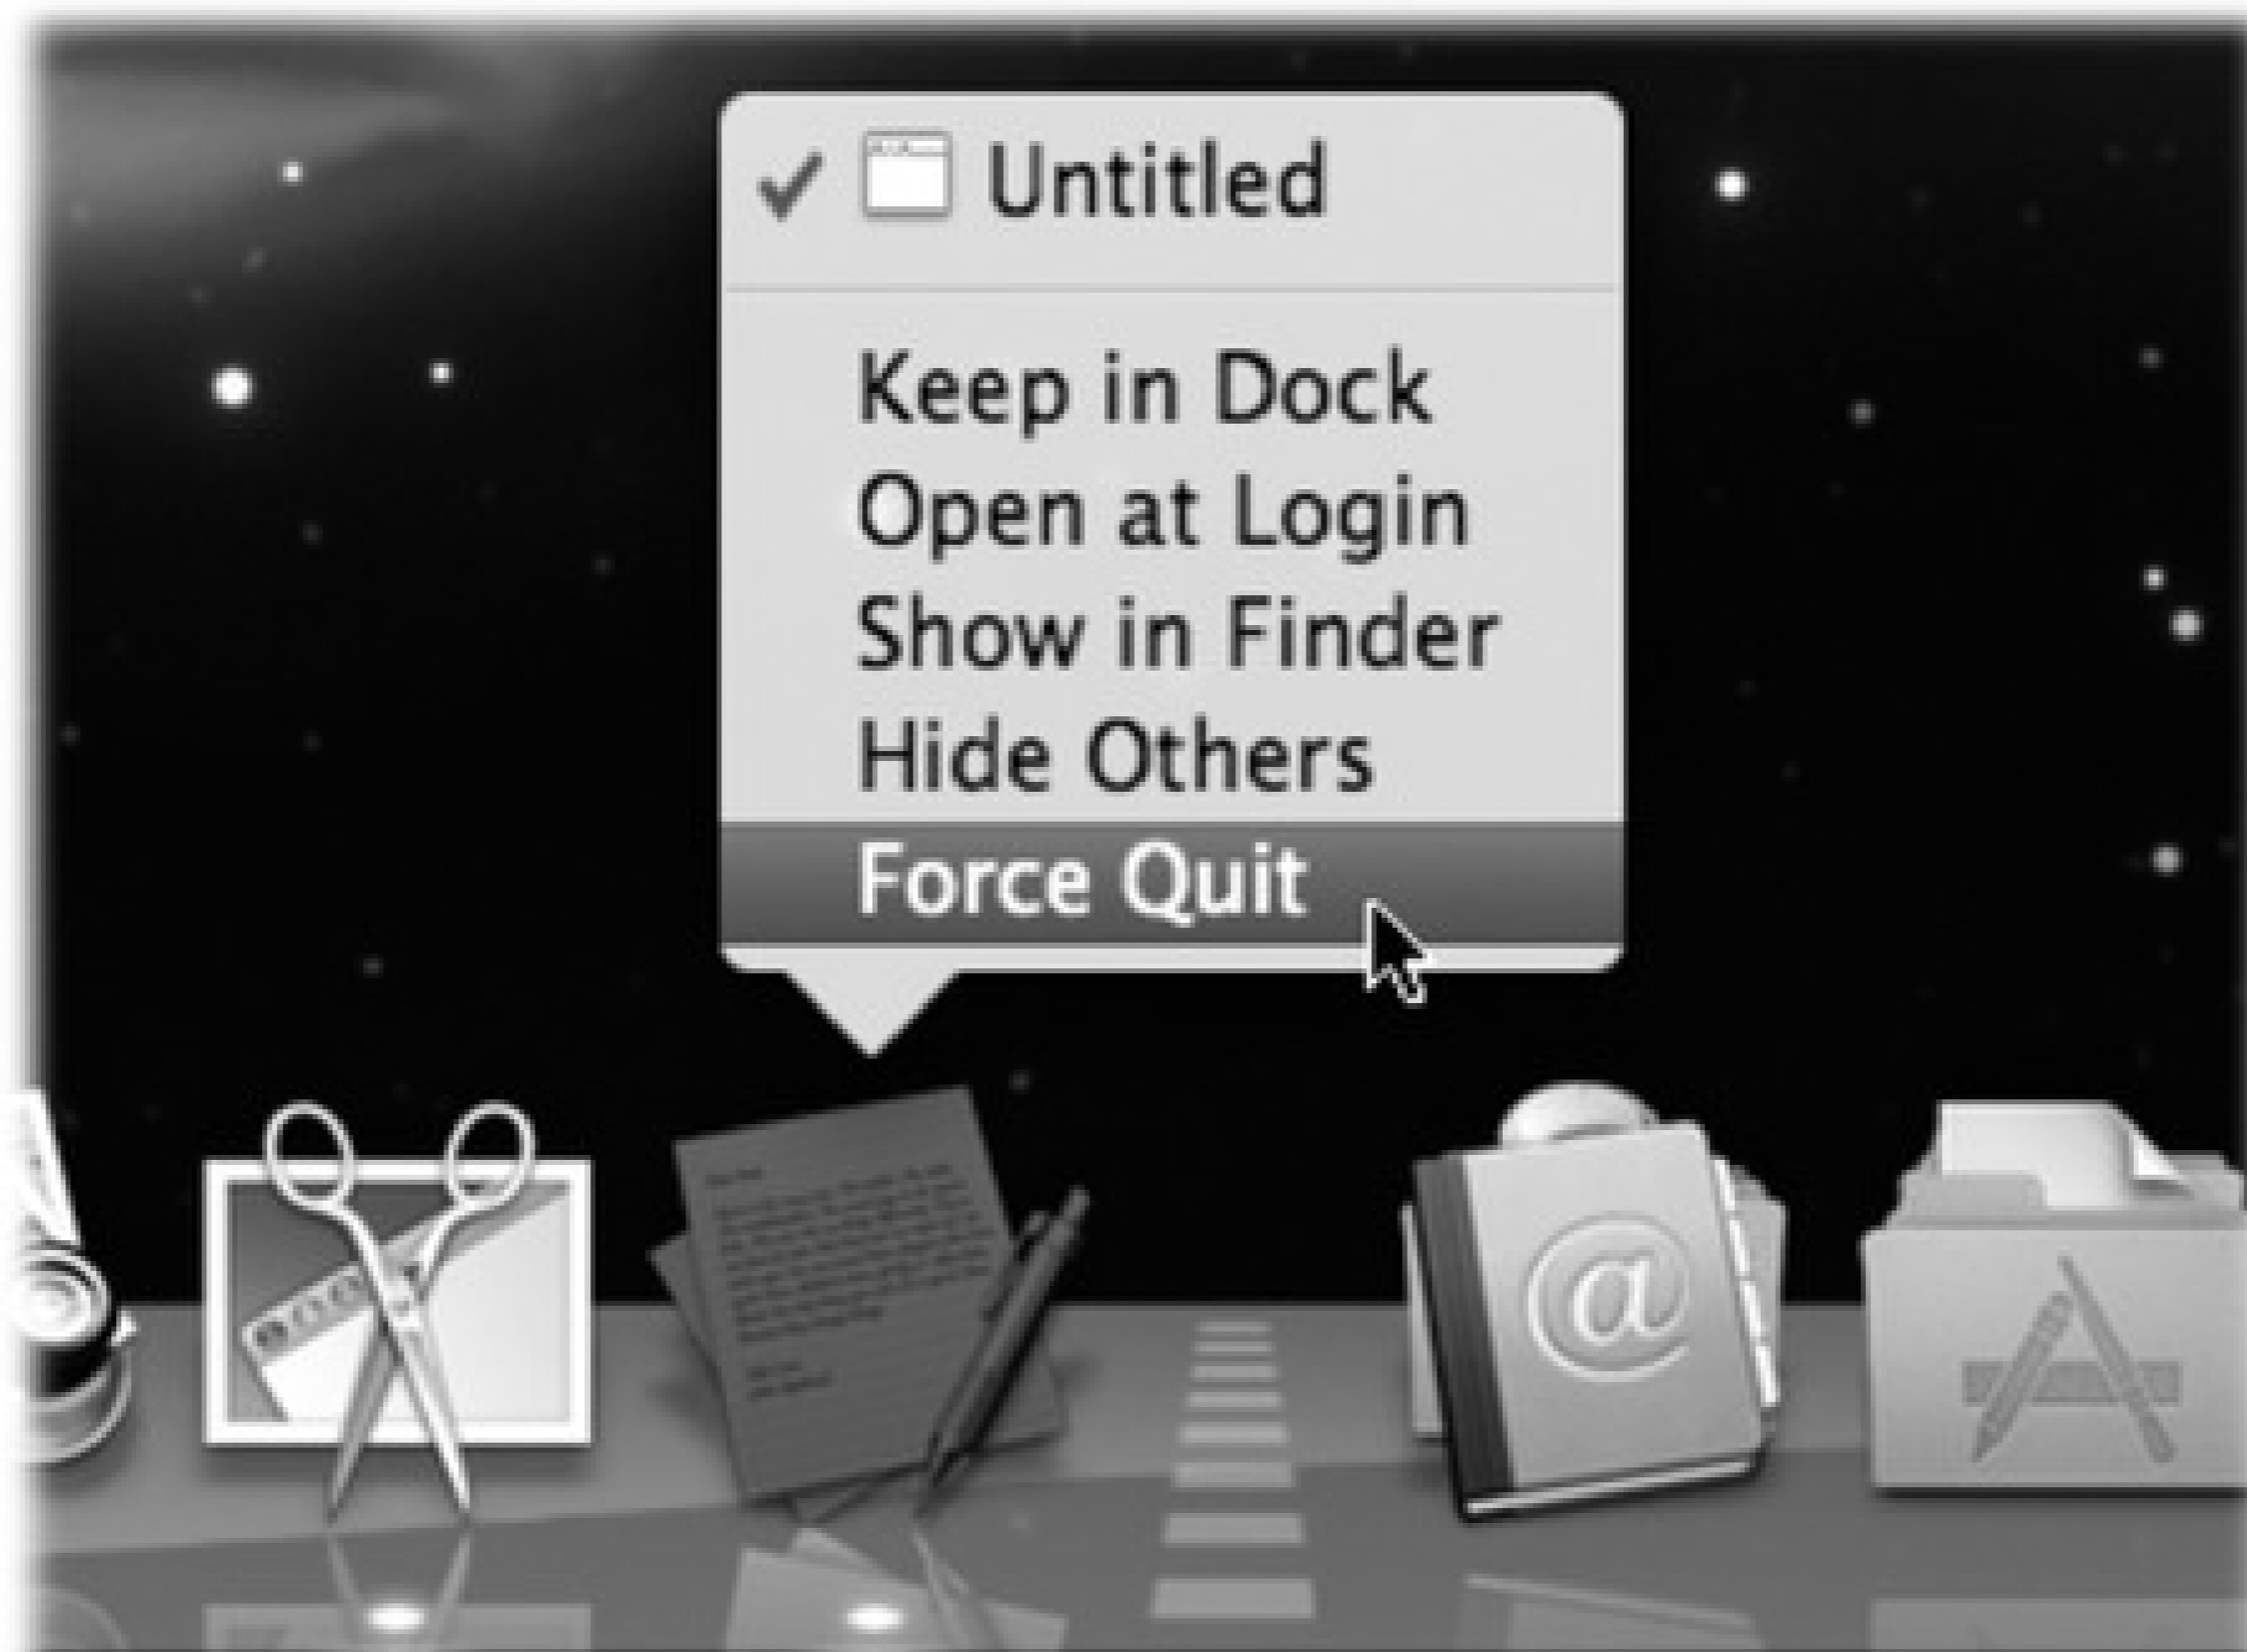 Untitled
Keep in Dock
Open at Login
Show in Finder
Hide Others
Force Quit
@